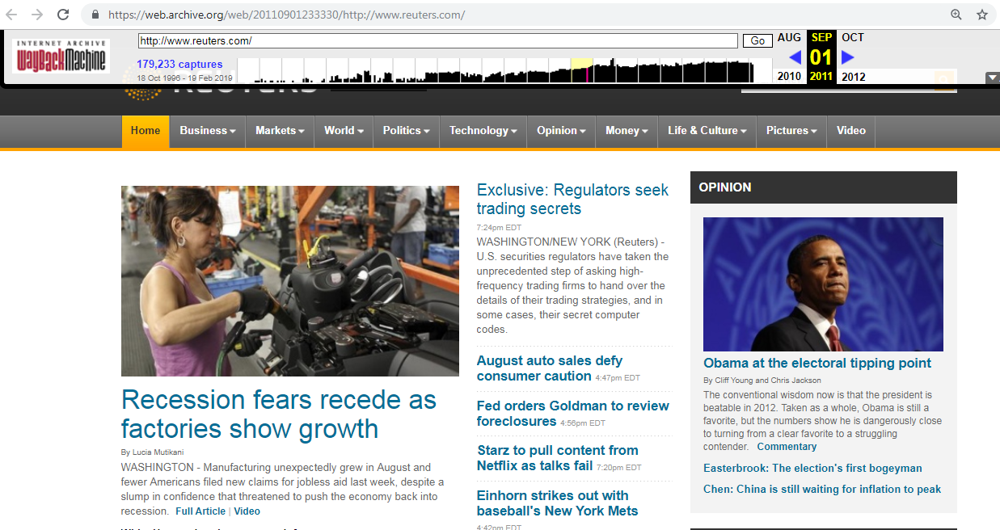 https://web.archive.org/web/20110901233330/http://www.reuters.com/
INTERNET ARCHIVE
WayBackMachine
http://www.reuters.com/
Go
179,233 captures
18 Oct 1996 - 19 Feb 2019
AUG SEP OCT
01
2010 2011 2012
REUTERS
Home Business Markets World Politics Technology Opinion Money Life & Culture Pictures Video
Recession fears recede as
factories show growth
By Lucia Mutikani
WASHINGTON - Manufacturing unexpectedly grew in August and
fewer Americans filed new claims for jobless aid last week, despite a
slump in confidence that threatened to push the economy back into
recession. Full Article | Video
Exclusive: Regulators seek
trading secrets
7:24pm EDT
WASHINGTON/NEW YORK (Reuters) -
U.S. securities regulators have taken the
unprecedented step of asking high-
frequency trading firms to hand over the
details of their trading strategies, and in
some cases, their secret computer
codes.
August auto sales defy
consumer caution 4:47pm EDT
Fed orders Goldman to review
foreclosures 4:56pm EDT
Starz to pull content from
Netflix as talks fail 7:20pm EDT
Einhorn strikes out with
baseball's New York Mets
4:42pm EDT
OPINION
Obama at the electoral tipping point
By Cliff Young and Chris Jackson
The conventional wisdom now is that the president is
beatable in 2012. Taken as a whole, Obama is still a
favorite, but the numbers show he is dangerously close
to turning from a clear favorite to a struggling
contender. Commentary
Easterbrook: The election's first bogeyman
Chen: China is still waiting for inflation to peak